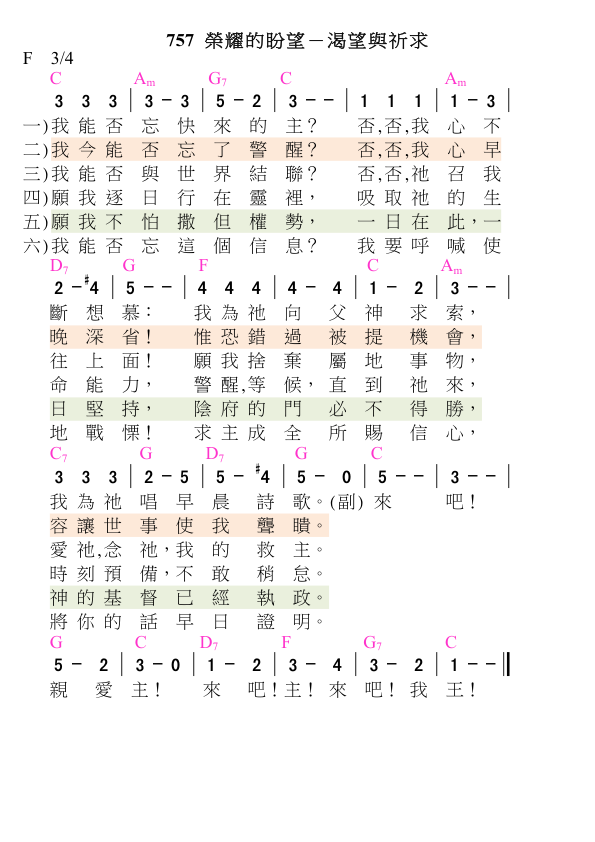 757 榮耀的盼望－渴望與祈求
F 3/4
C Am G7 C Am
3 3 3 | 3 - 3 | 5 - 2 | 3 - - | 1 1 1 | 1 - 3 |
一)我 能 否 忘 快 來 的 主？ 否,否,我 心 不
二)我 今 能 否 忘 了 警 醒？ 否,否,我 心 早
三)我 能 否 與 世 界 結 聯？ 否,否,祂 召 我
四)願 我 逐 日 行 在 靈 裡， 吸 取 祂 的 生
五)願 我 不 怕 撒 但 權 勢， 一 日 在 此，一
六)我 能 否 忘 這 個 信 息？ 我 要 呼 喊 使
D7 G F C Am
2 - #4 | 5 - - | 4 4 4 | 4 - 4 | 1 - 2 | 3 - - |
斷 想 慕： 我 為 祂 向 父 神 求 索，
晚 深 省！ 惟 恐 錯 過 被 提 機 會，
往 上 面！ 願 我 捨 棄 屬 地 事 物，
命 能 力， 警 醒,等 候，直 到 祂 來，
日 堅 持， 陰 府 的 門 必 不 得 勝，
地 戰 慄！ 求 主 成 全 所 賜 信 心，
C7 G D7 G C
3 3 3 | 2 - 5 | 5 - #4 | 5 - 0 | 5 - - | 3 - - |
我 為 祂 唱 早 晨 詩 歌。(副) 來 吧！
容 讓 世 事 使 我 聾 瞶。
愛 祂,念 祂，我 的 救 主。
時 刻 預 備，不 敢 稍 怠。
神 的 基 督 已 經 執 政。
將 你 的 話 早 日 證 明。
G C D7 F G7 C
5 - 2 | 3 - 0 | 1 - 2 | 3 - 4 | 3 - 2 | 1 - - ||
親 愛 主！ 來 吧！主！來 吧！我 王！